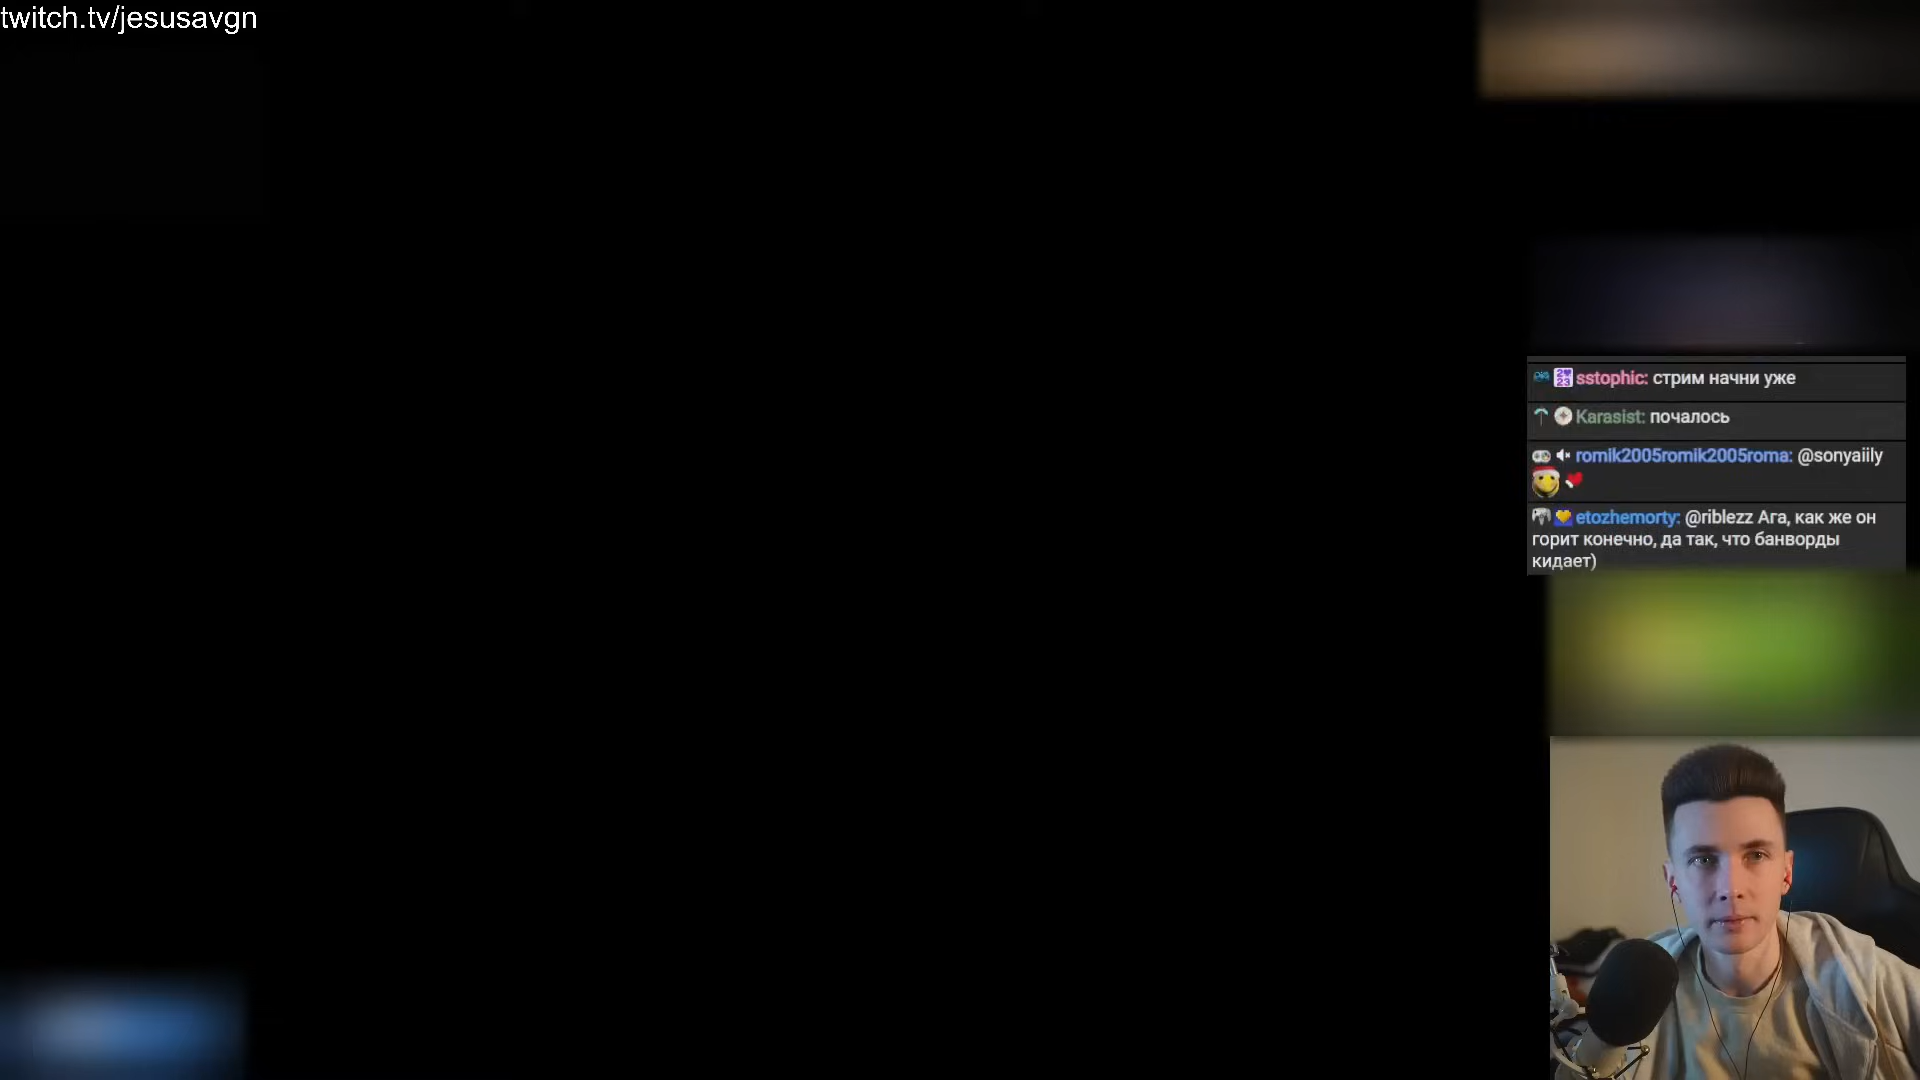 twitch.tv/jesusavgn
sstophic: стрим начни уже
Karasist: почалось
romik2005romik2005roma: @sonyaiily
etozhemorty: @riblezz Ага, как же он
горит конечно, да так, что банворды
кидает)